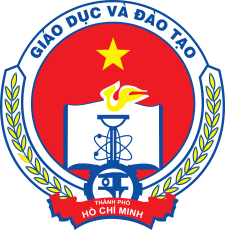 GIÁO DỤC VÀ ĐÀO TẠO
THÀNH PHỐ
HỒ CHÍ MINH